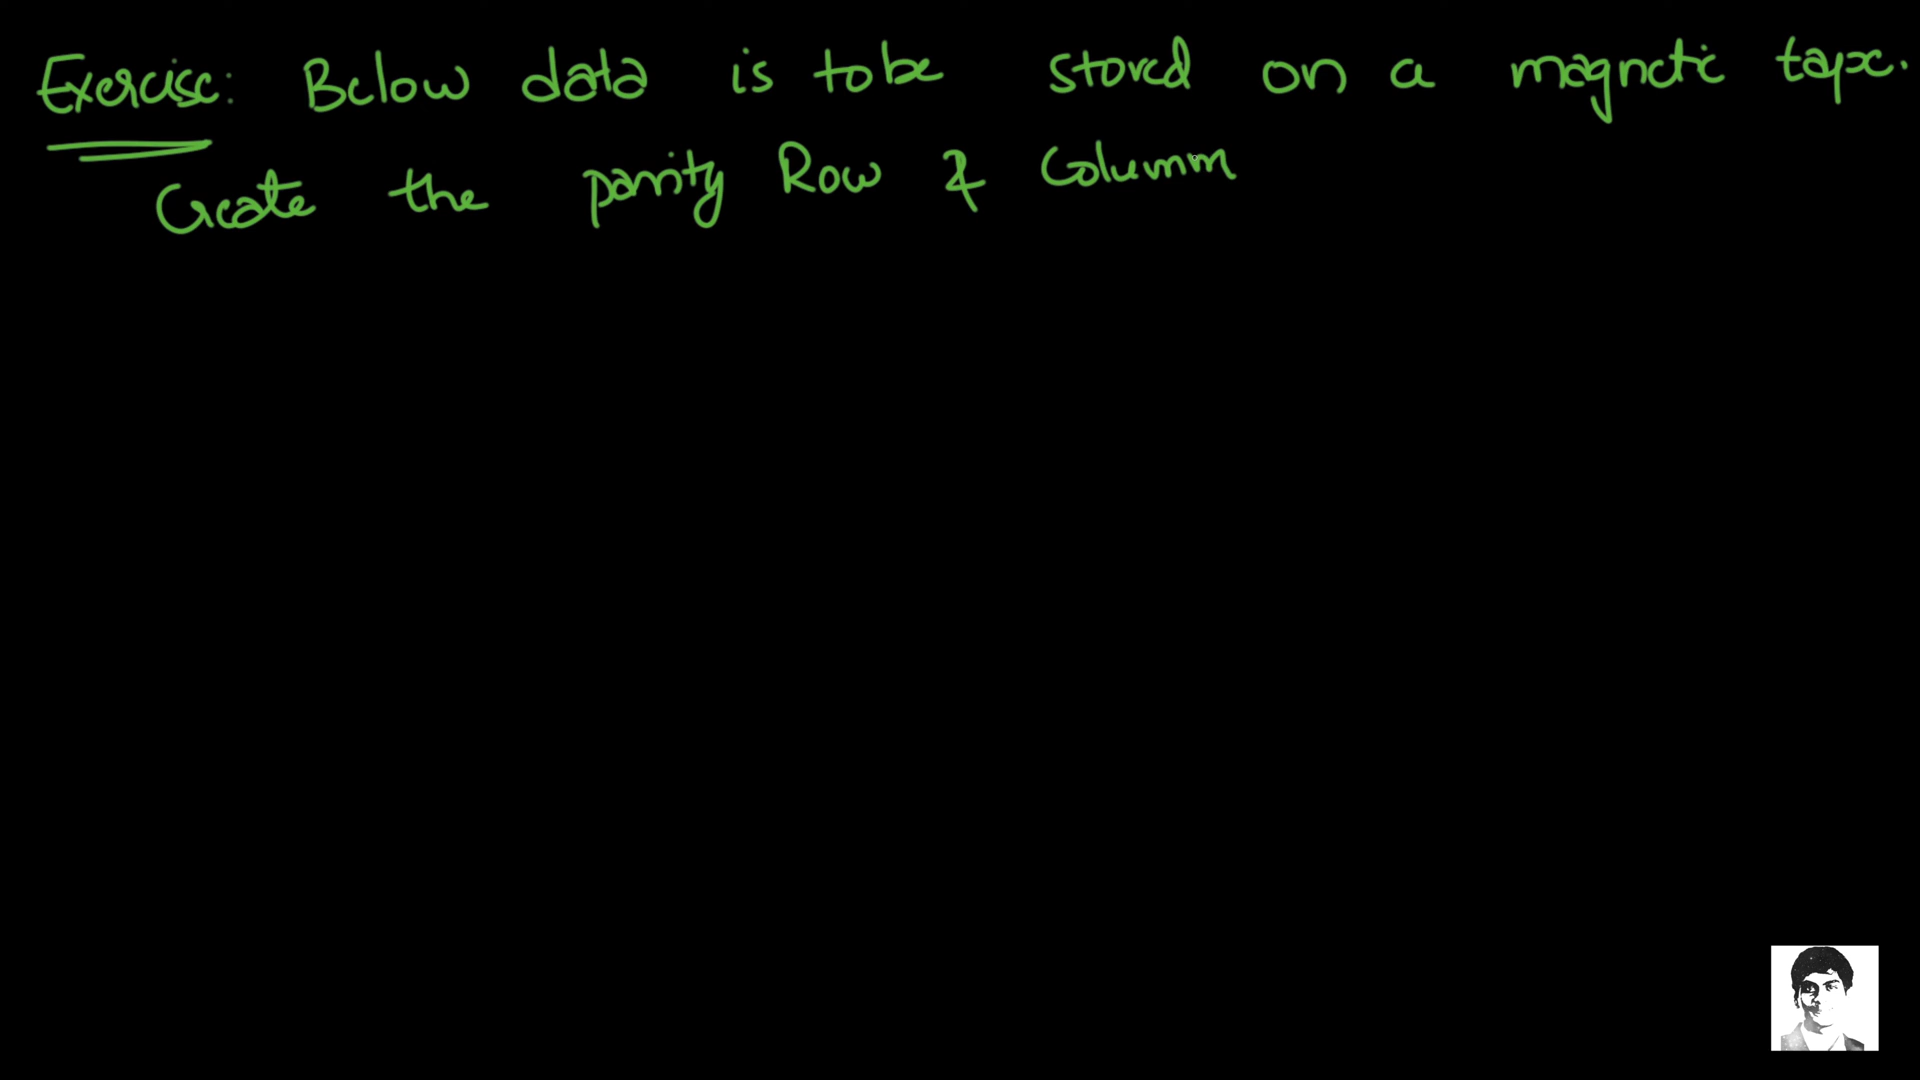 Exercise: Below data is to be stored on a magnetic tape.
Create the parity Row & Column